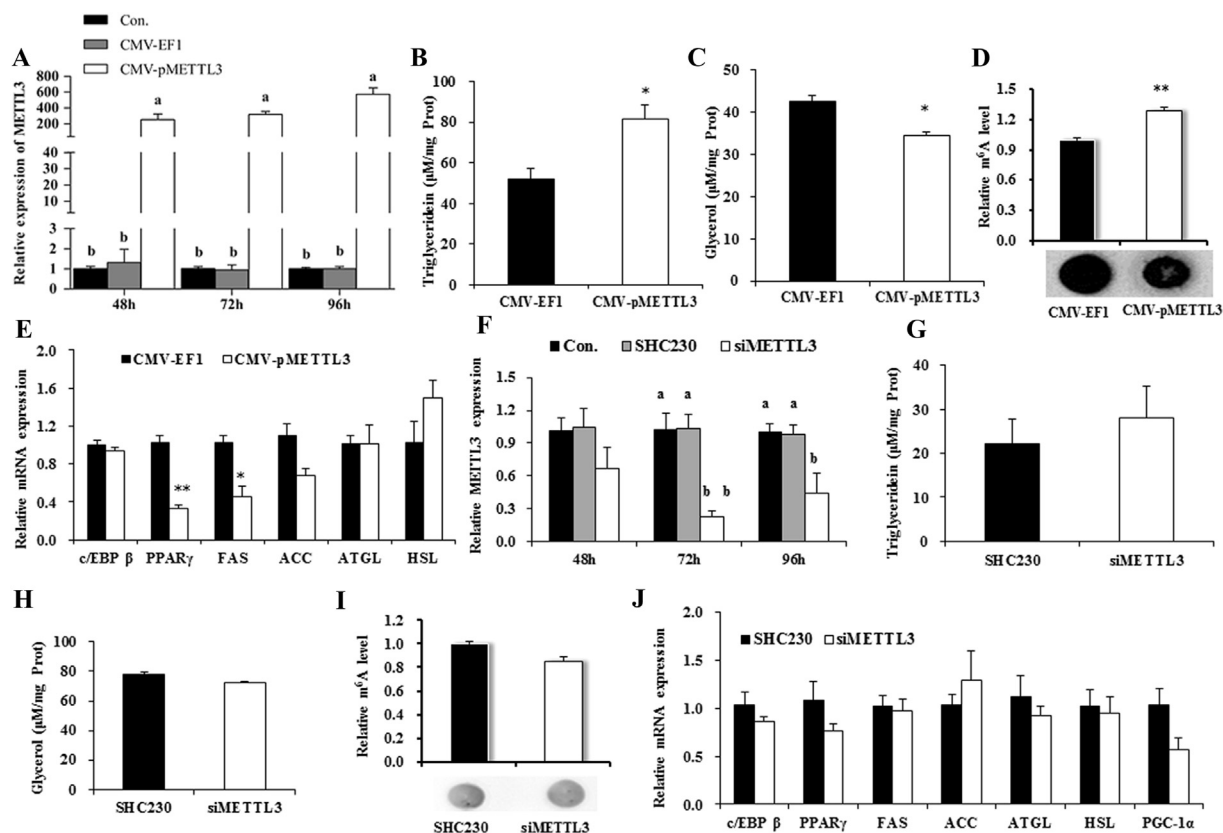 Con.
CMV-EF1
CMV-pMETTL3
A
Relative expression of METTL3
800
600
400
200
40
20
0
2
1
0
a
a
a
b
b
b
b
b
b
48h
72h
96h
B
Triglyceridein (μM/mg Prot)
100
80
60
40
20
0
*
CMV-EF1
CMV-pMETTL3
C
Glycerol (μM/mg Prot)
50
40
30
20
10
0
*
CMV-EF1
CMV-pMETTL3
D
Relative m⁶A level
1.5
1.2
0.9
0.6
0.3
0.0
**
CMV-EF1
CMV-pMETTL3
E
Relative mRNA expression
2.0
1.6
1.2
0.8
0.4
0.0
CMV-EF1
CMV-pMETTL3
**
*
c/EBP β
PPARγ
FAS
ACC
ATGL
HSL
F
Relative METTL3 expression
1.5
1.2
0.9
0.6
0.3
0.0
Con.
SHC230
siMETTL3
a
a
b
b
a
a
b
48h
72h
96h
G
Triglyceridein (μM/mg Prot)
40
30
20
10
0
SHC230
siMETTL3
H
Glycerol (μM/mg Prot)
100
80
60
40
20
0
SHC230
siMETTL3
I
Relative m⁶A level
1.2
1.0
0.8
0.6
0.4
0.2
0.0
SHC230
siMETTL3
J
Relative mRNA expression
2.0
1.5
1.0
0.5
0.0
SHC230
siMETTL3
c/EBP β
PPARγ
FAS
ACC
ATGL
HSL
PGC-1α